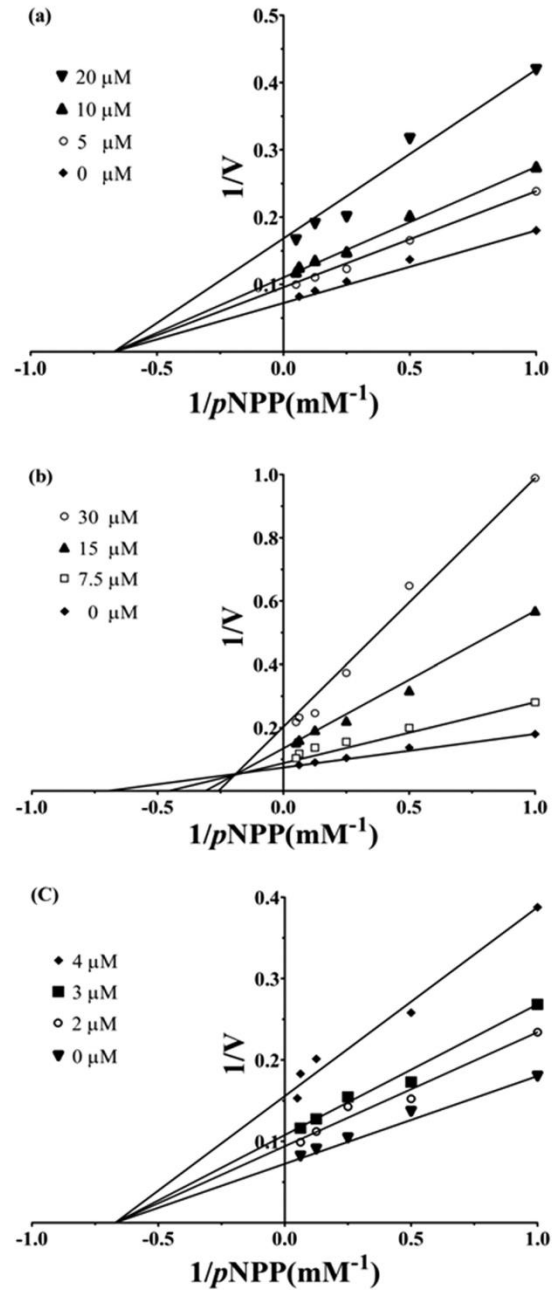 (a)
20 µM
10 µM
5 µM
0 µM
1/V
0.5
0.4
0.3
0.2
0.1
-1.0 -0.5 0.0 0.5 1.0
1/pNPP(mM⁻¹)
(b)
30 µM
15 µM
7.5 µM
0 µM
1/V
1.0
0.8
0.6
0.4
0.2
-1.0 -0.5 0.0 0.5 1.0
1/pNPP(mM⁻¹)
(C)
4 µM
3 µM
2 µM
0 µM
1/V
0.4
0.3
0.2
0.1
-1.0 -0.5 0.0 0.5 1.0
1/pNPP(mM⁻¹)